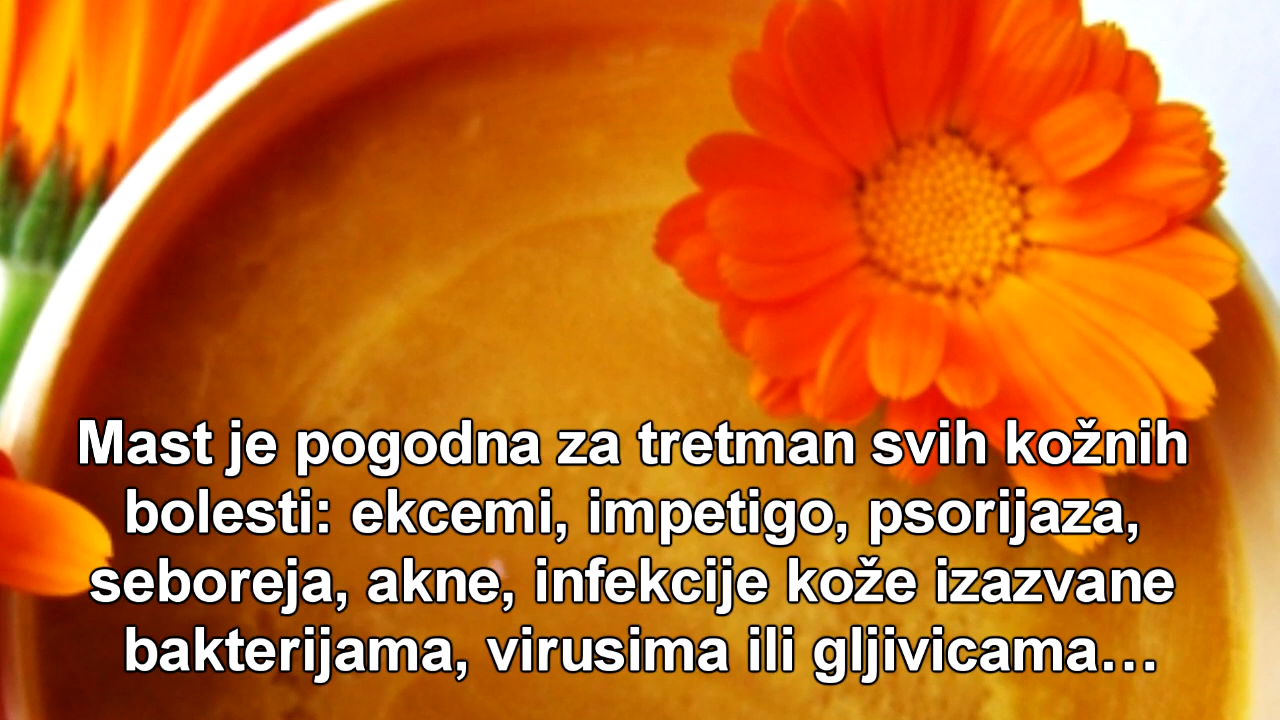 Mast je pogodna za tretman svih kožnih
bolesti: ekcemi, impetigo, psorijaza,
seboreja, akne, infekcije kože izazvane
bakterijama, virusima ili gljivicama…